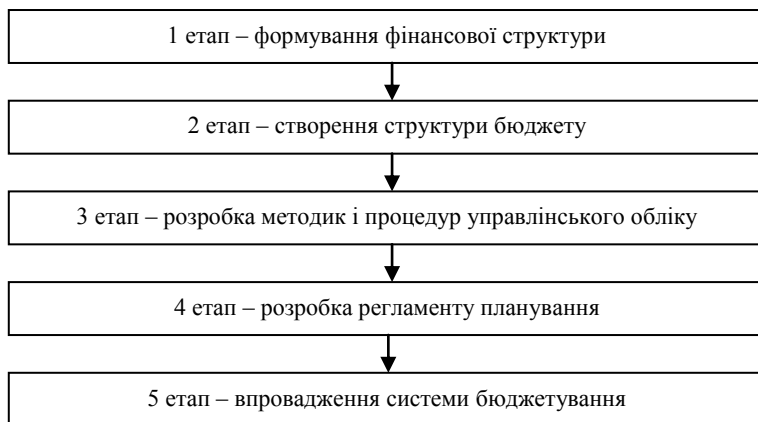 1 етап – формування фінансової структури
2 етап – створення структури бюджету
3 етап – розробка методик і процедур управлінського обліку
4 етап – розробка регламенту планування
5 етап – впровадження системи бюджетування